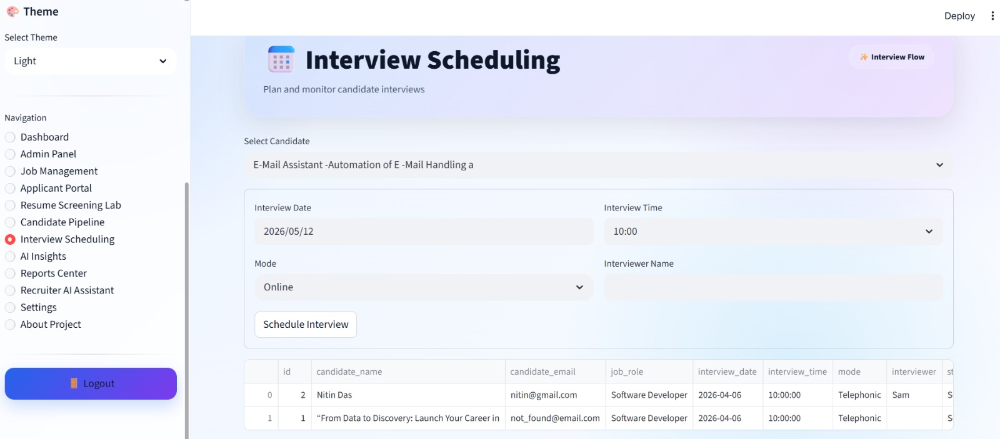 Theme
Select Theme
Light
Navigation
Dashboard
Admin Panel
Job Management
Applicant Portal
Resume Screening Lab
Candidate Pipeline
Interview Scheduling
AI Insights
Reports Center
Recruiter AI Assistant
Settings
About Project
Logout
Deploy
Interview Scheduling
Interview Flow
Plan and monitor candidate interviews
Select Candidate
E-Mail Assistant -Automation of E -Mail Handling a
Interview Date
Interview Time
2026/05/12
10:00
Mode
Interviewer Name
Online
Schedule Interview
id candidate_name candidate_email job_role interview_date interview_time mode interviewer st
0 2 Nitin Das nitin@gmail.com Software Developer 2026-04-06 10:00:00 Telephonic Sam S
1 1 “From Data to Discovery: Launch Your Career in not_found@email.com Software Developer 2026-04-06 10:00:00 Telephonic S